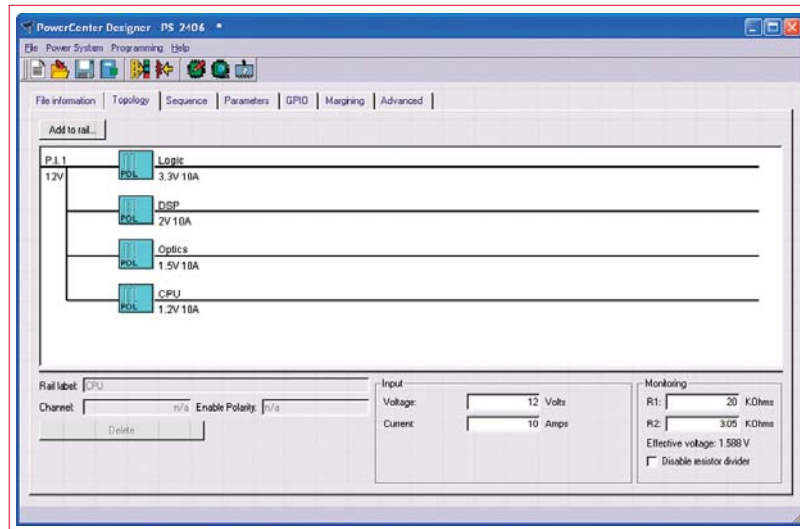 PowerCenter Designer PS 2406 *
File Power System Programming Help
File information Topology Sequence Parameters GPIO Margining Advanced
Add to rail...
P.I. 1
12V
POL Logic
3.3V 10A
POL DSP
2V 10A
POL Optics
1.5V 10A
POL CPU
1.2V 10A
Rail label: CPU
Channel: n/a Enable Polarity: n/a
Delete
Input
Voltage: 12 Volts
Current: 10 Amps
Monitoring
R1: 20 KOhms
R2: 3.05 KOhms
Effective voltage: 1.588 V
Disable resistor divider